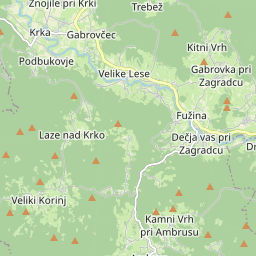 Znojile pri Krki
Trebež
Krka
Gabrovčec
Kitni Vrh
Podbukovje
Velike Lese
Gabrovka pri
Zagradcu
Fužina
Laze nad Krko
Dečja vas pri
Zagradcu
Veliki Korinj
Kamni Vrh
pri Ambrusu